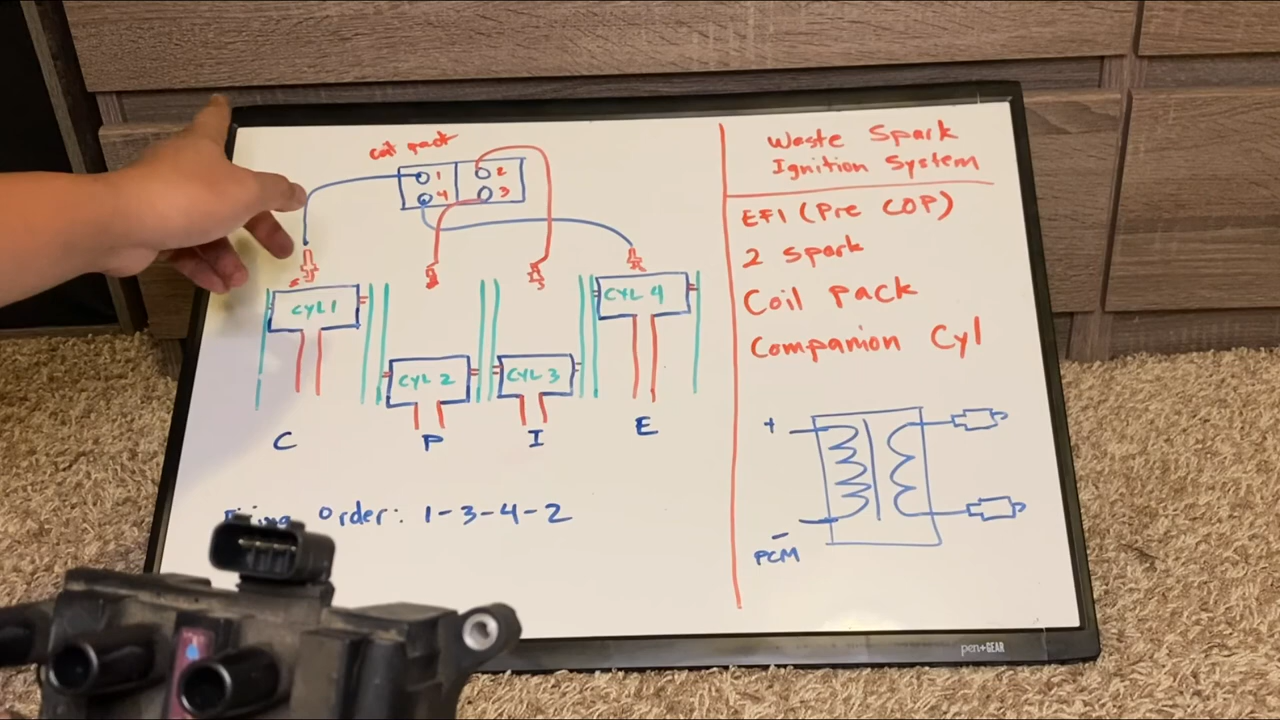 coil pack
1 2
4 3
CYL 1
CYL 2
CYL 3
CYL 4
C P I E
Order: 1-3-4-2
Waste Spark
Ignition System
EFI (Pre COP)
2 spark
Coil Pack
Companion Cyl
+
-
PCM
pen+GEAR